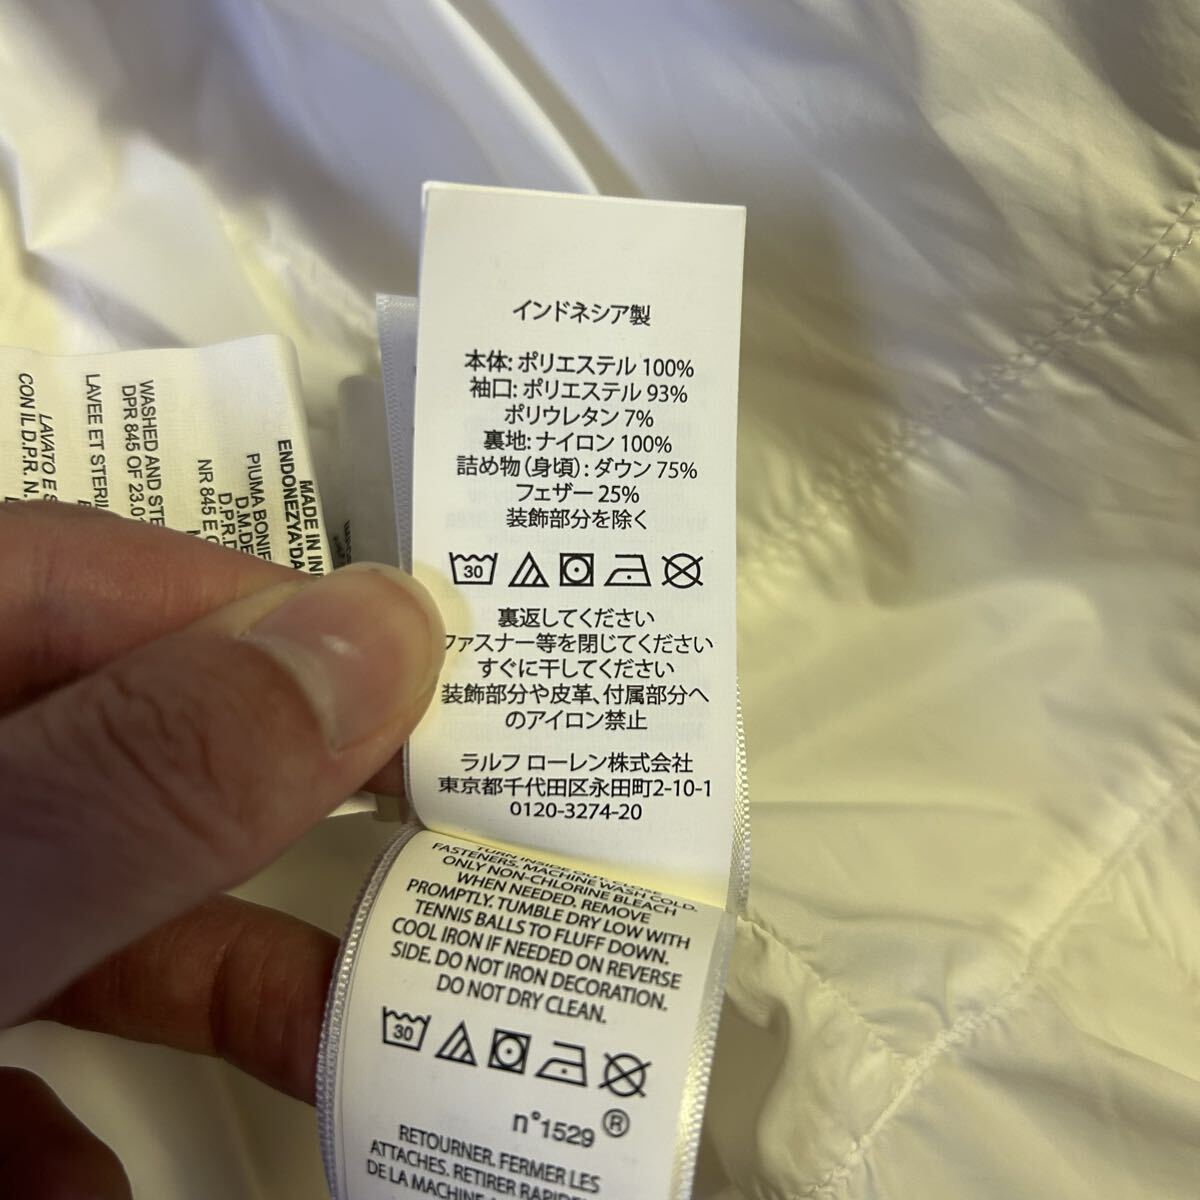 インドネシア製
本体: ポリエステル 100%
袖口: ポリエステル 93%
ポリウレタン 7%
裏地: ナイロン 100%
詰め物 (身頃) : ダウン 75%
フェザー 25%
装飾部分を除く
30
裏返してください
ファスナー等を閉じてください
すぐに干してください
装飾部分や皮革、付属部分へ
のアイロン禁止
ラルフ ローレン株式会社
東京都千代田区永田町2-10-1
0120-3274-20
TURN INSIDE OUT. CLOSE
FASTENERS. MACHINE WASH COLD.
ONLY NON-CHLORINE BLEACH
WHEN NEEDED. REMOVE
PROMPTLY. TUMBLE DRY LOW WITH
TENNIS BALLS TO FLUFF DOWN.
COOL IRON IF NEEDED ON REVERSE
SIDE. DO NOT IRON DECORATION.
DO NOT DRY CLEAN.
30
n°1529 ®
RETOURNER. FERMER LES
ATTACHES. RETIRER
DE LA MACHINE
MADE IN
ENDONEZYA'DA
PIUMA
D.M.
D.P.R.
NR 845 E
WASHED AND
DPR 845 OF
LAVEE ET
LAVATO E
CON IL D.P.R. N.